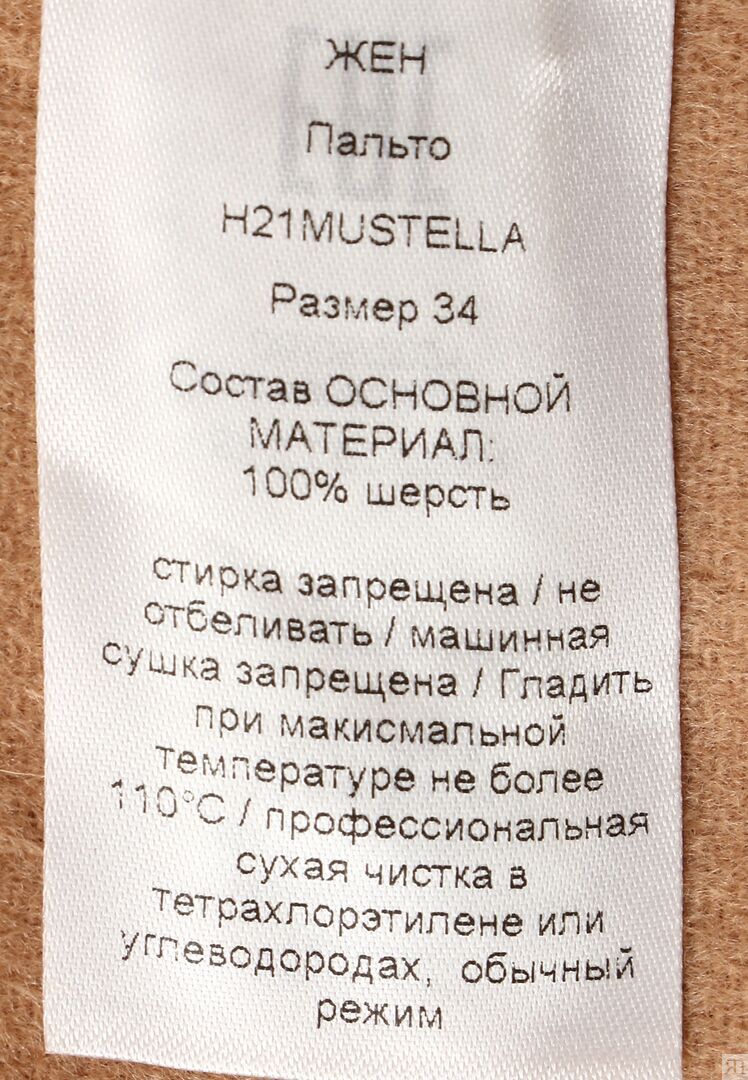 ЖЕН
Пальто
H21MUSTELLA
Размер 34
Состав ОСНОВНОЙ
МАТЕРИАЛ:
100% шерсть
стирка запрещена / не
отбеливать / машинная
сушка запрещена / Гладить
при макисмальной
температуре не более
110°C / профессиональная
сухая чистка в
тетрахлорэтилене или
углеводородах, обычный
режим